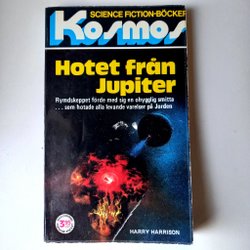 SCIENCE FICTION-BÖCKER
Kosmos
Hotet från
Jupiter
Rymdskeppet förde med sig en ohygglig smitta
...som hotade alla levande varelser på Jorden
HARRY HARRISON